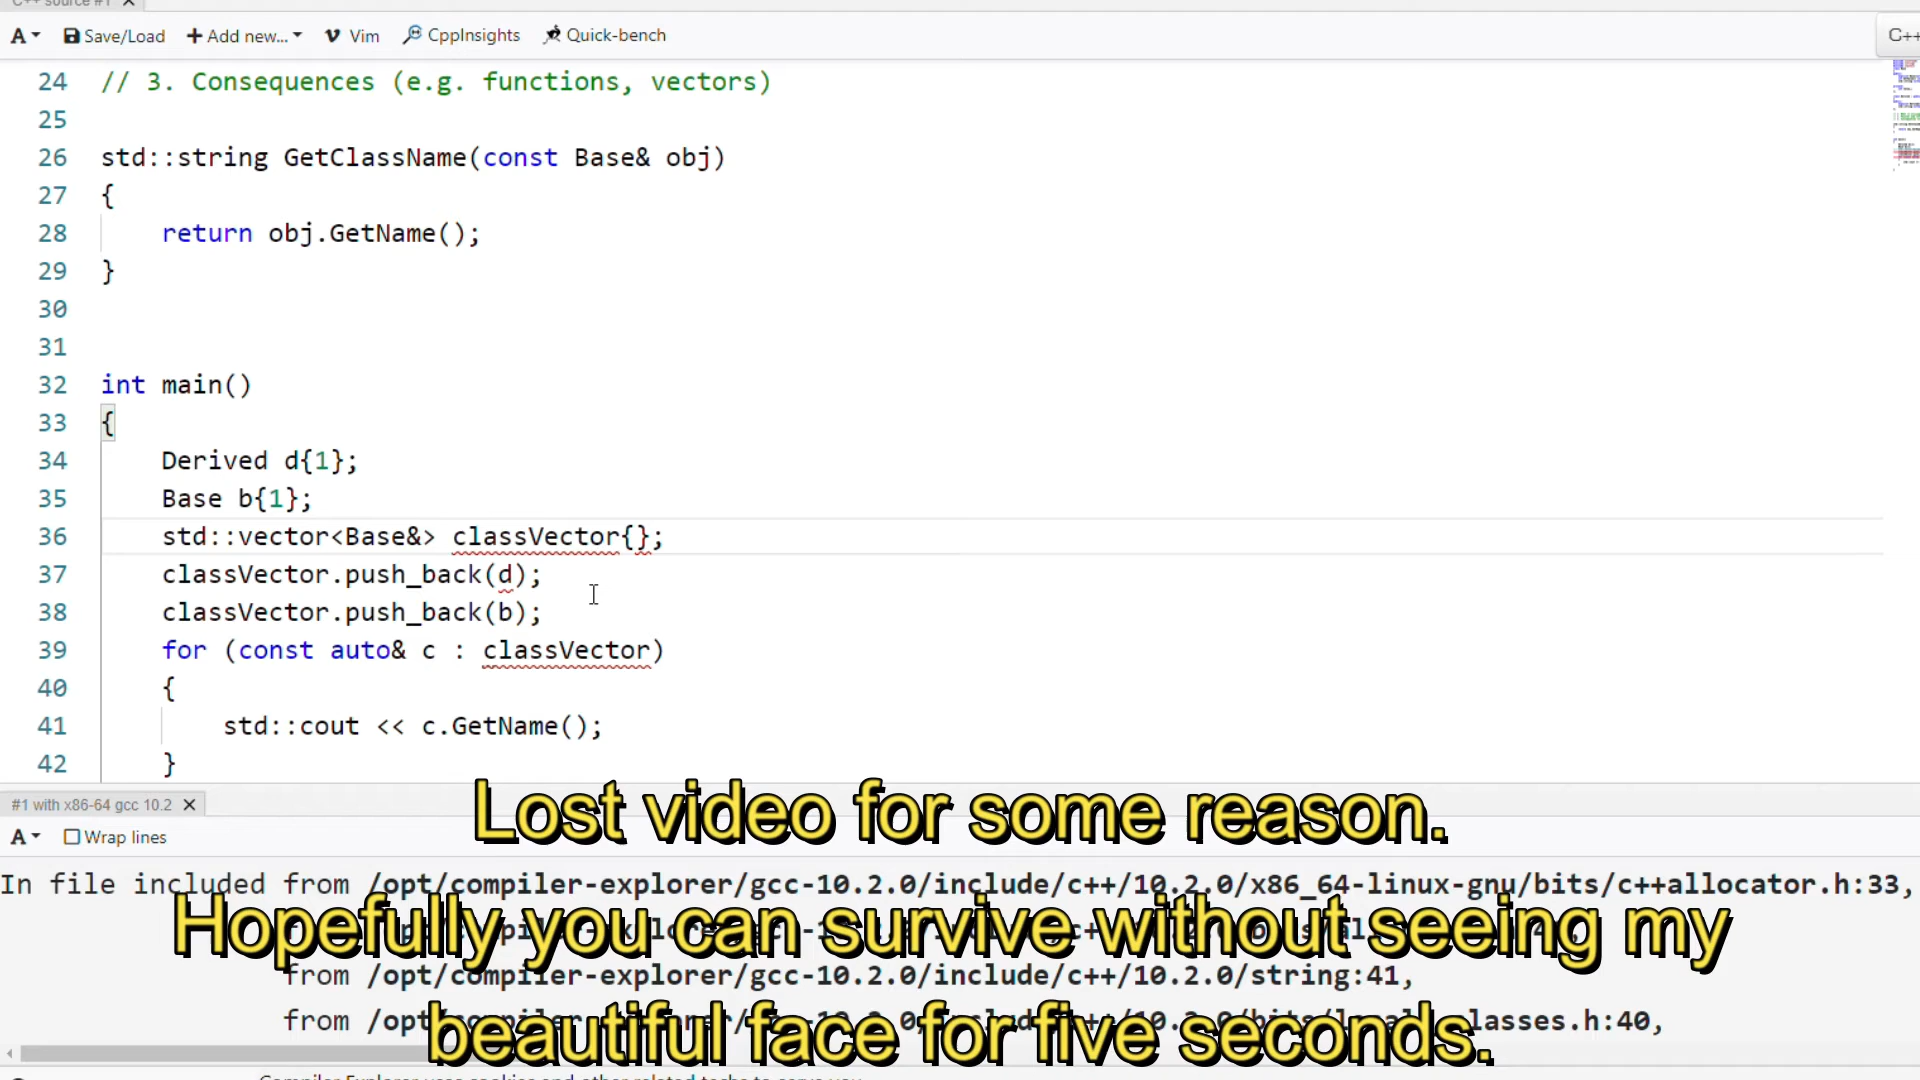 C++ source #1
A Save/Load Add new... Vim CppInsights Quick-bench C++
24 // 3. Consequences (e.g. functions, vectors)
25
26 std::string GetClassName(const Base& obj)
27 {
28 return obj.GetName();
29 }
30
31
32 int main()
33 {
34 Derived d{1};
35 Base b{1};
36 std::vector<Base&> classVector{};
37 classVector.push_back(d);
38 classVector.push_back(b);
39 for (const auto& c : classVector)
40 {
41 std::cout << c.GetName();
42 }
#1 with x86-64 gcc 10.2
A Wrap lines
Lost video for some reason.
Hopefully you can survive without seeing my
beautiful face for five seconds.
In file included from /opt/compiler-explorer/gcc-10.2.0/include/c++/10.2.0/x86_64-linux-gnu/bits/c++allocator.h:33,
from /opt/compiler-explorer/gcc-10.2.0/include/c++/10.2.0/string:41,